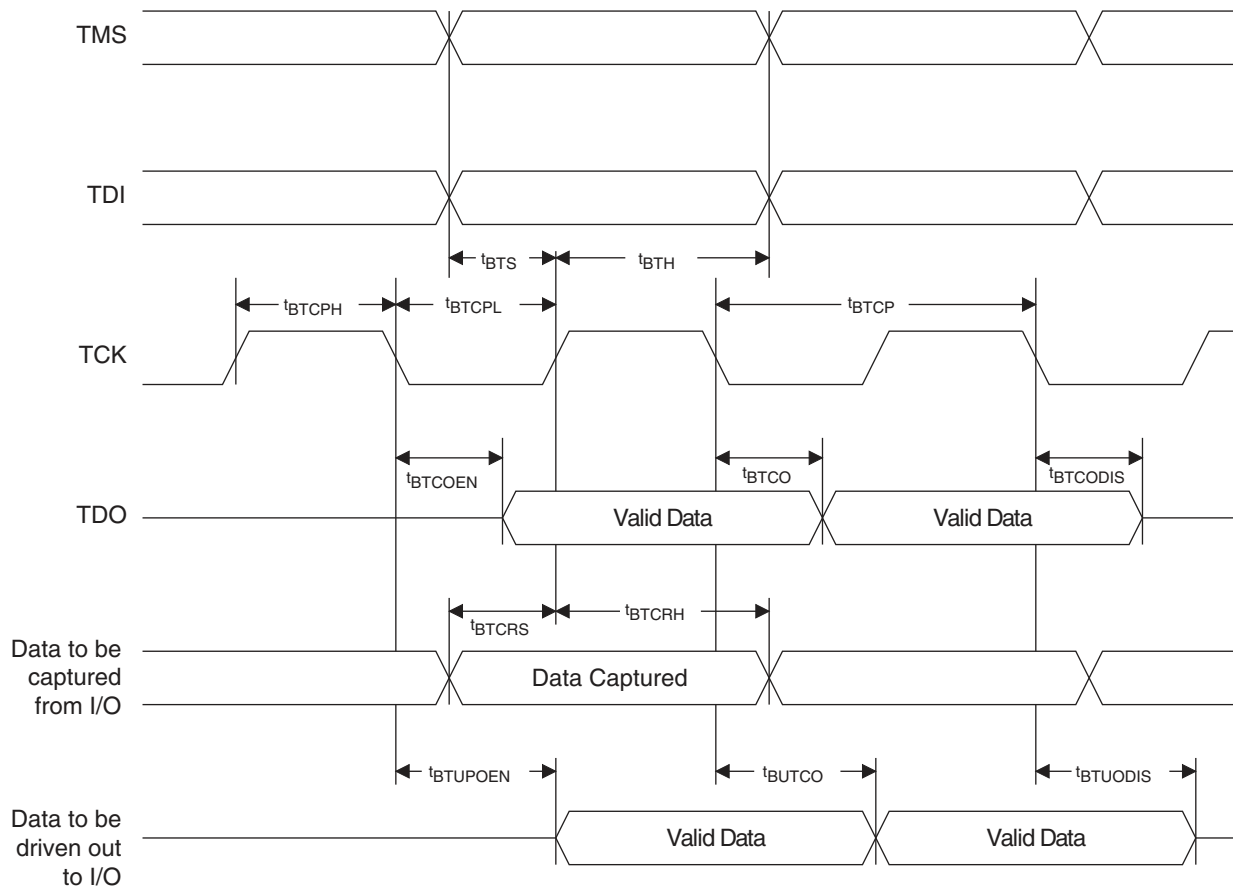 TMS
TDI
tBTS
tBTH
tBTCPH
tBTCPL
tBTCP
TCK
tBTCOEN
tBTCO
tBTCODIS
TDO
Valid Data
Valid Data
tBTCRS
tBTCRH
Data to be
captured
from I/O
Data Captured
tBTUPOEN
tBUTCO
tBTUODIS
Data to be
driven out
to I/O
Valid Data
Valid Data